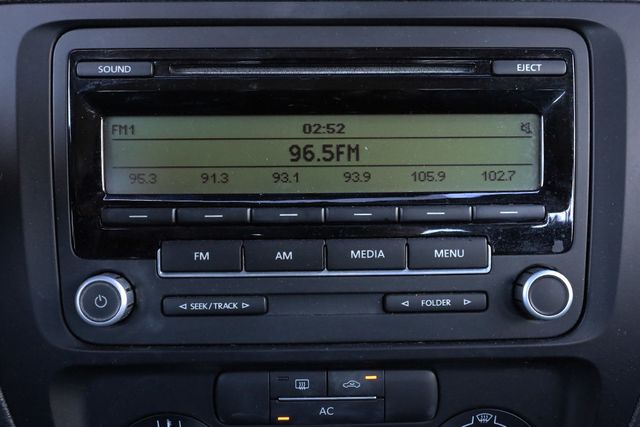 SOUND EJECT
FM1 02:52
96.5FM
95.3 91.3 93.1 93.9 105.9 102.7
FM AM MEDIA MENU
SEEK/TRACK FOLDER
AC